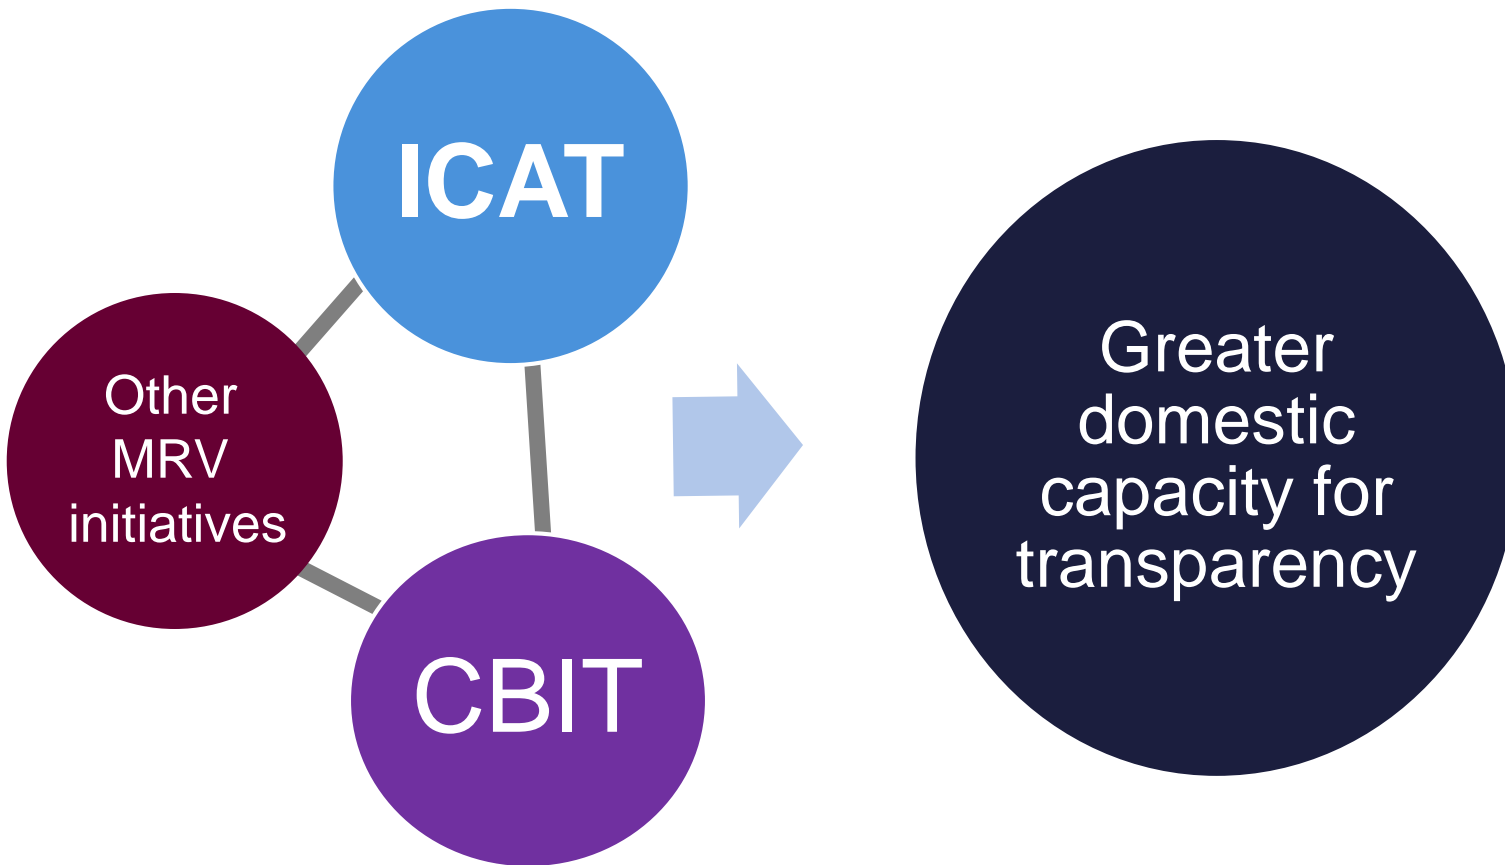 ICAT
Other
MRV
initiatives
CBIT
Greater
domestic
capacity for
transparency